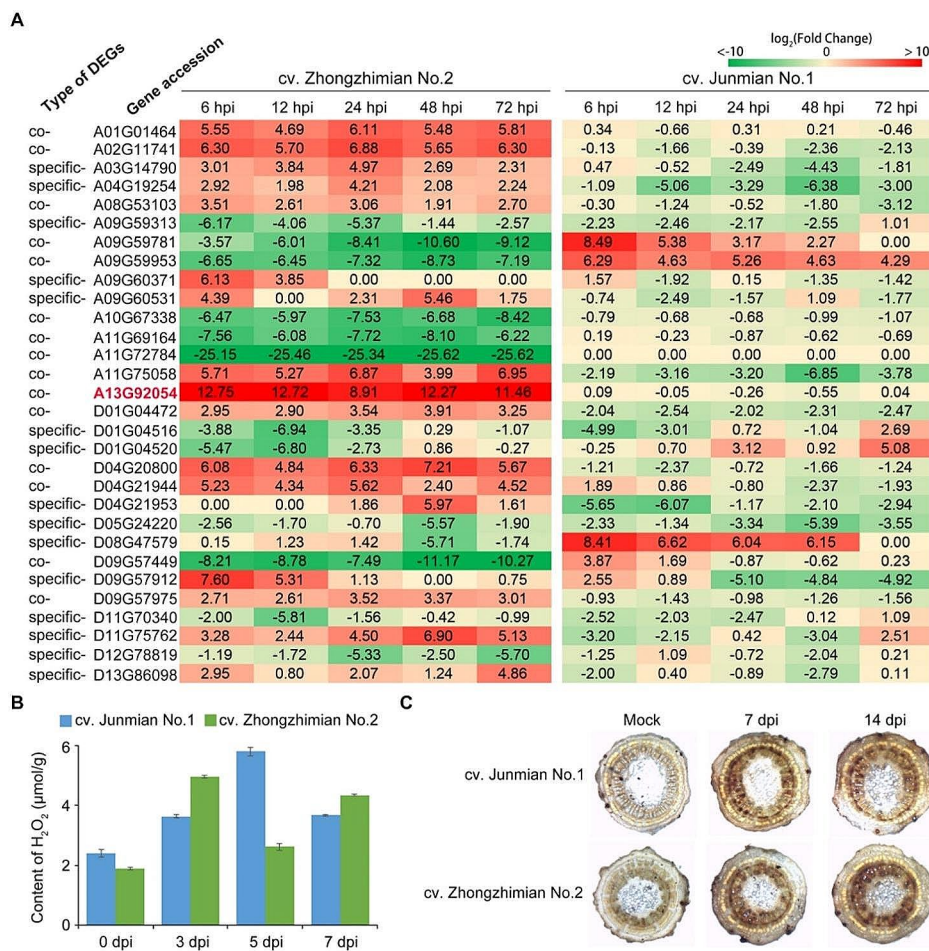 A
Type of DEGs
Gene accession
log2(Fold Change)
<-10 0 > 10
cv. Zhongzhimian No.2 cv. Junmian No.1
6 hpi 12 hpi 24 hpi 48 hpi 72 hpi 6 hpi 12 hpi 24 hpi 48 hpi 72 hpi
co- A01G01464 5.55 4.69 6.11 5.48 5.81 0.34 -0.66 0.31 0.21 -0.46
co- A02G11741 6.30 5.70 6.88 5.65 6.30 -0.13 -1.66 -0.39 -2.36 -2.13
specific- A03G14790 3.01 3.84 4.97 2.69 2.31 0.47 -0.52 -2.49 -4.43 -1.81
specific- A04G19254 2.92 1.98 4.21 2.08 2.24 -1.09 -5.06 -3.29 -6.38 -3.00
co- A08G53103 3.51 2.61 3.06 1.91 2.70 -0.30 -1.24 -0.52 -1.80 -3.12
specific- A09G59313 -6.17 -4.06 -5.37 -1.44 -2.57 -2.23 -2.46 -2.17 -2.55 1.01
co- A09G59781 -3.57 -6.01 -8.41 -10.60 -9.12 8.49 5.38 3.17 2.27 0.00
co- A09G59953 -6.65 -6.45 -7.32 -8.73 -7.19 6.29 4.63 5.26 4.63 4.29
specific- A09G60371 6.13 3.85 0.00 0.00 0.00 1.57 -1.92 0.15 -1.35 -1.42
specific- A09G60531 4.39 0.00 2.31 5.46 1.75 -0.74 -2.49 -1.57 1.09 -1.77
co- A10G67338 -6.47 -5.97 -7.53 -6.68 -8.42 -0.79 -0.68 -0.68 -0.99 -1.07
co- A11G69164 -7.56 -6.08 -7.72 -8.10 -6.22 0.19 -0.23 -0.87 -0.62 -0.69
co- A11G72784 -25.15 -25.46 -25.34 -25.62 -25.62 0.00 0.00 0.00 0.00 0.00
co- A11G75058 5.71 5.27 6.87 3.99 6.95 -2.19 -3.16 -3.20 -6.85 -3.78
co- A13G92054 12.75 12.72 8.91 12.27 11.46 0.09 -0.05 -0.26 -0.55 0.04
co- D01G04472 2.95 2.90 3.54 3.91 3.25 -2.04 -2.54 -2.02 -2.31 -2.47
specific- D01G04516 -3.88 -6.94 -3.35 0.29 -1.07 -4.99 -3.01 0.72 -1.04 2.69
specific- D01G04520 -5.47 -6.80 -2.73 0.86 -0.27 -0.25 0.70 3.12 0.92 5.08
co- D04G20800 6.08 4.84 6.33 7.21 5.67 -1.21 -2.37 -0.72 -1.66 -1.24
co- D04G21944 5.23 4.34 5.62 2.40 4.52 1.89 0.86 -0.80 -2.37 -1.93
specific- D04G21953 0.00 0.00 1.86 5.97 1.61 -5.65 -6.07 -1.17 -2.10 -2.94
specific- D05G24220 -2.56 -1.70 -0.70 -5.57 -1.90 -2.33 -1.34 -3.34 -5.39 -3.55
specific- D08G47579 0.15 1.23 1.42 -5.71 -1.74 8.41 6.62 6.04 6.15 0.00
co- D09G57449 -8.21 -8.78 -7.49 -11.17 -10.27 3.87 1.69 -0.87 -0.62 0.23
specific- D09G57912 7.60 5.31 1.13 0.00 0.75 2.55 0.89 -5.10 -4.84 -4.92
co- D09G57975 2.71 2.61 3.52 3.37 3.01 -0.93 -1.43 -0.98 -1.26 -1.56
specific- D11G70340 -2.00 -5.81 -1.56 -0.42 -0.99 -2.52 -2.03 -2.47 0.12 1.09
specific- D11G75762 3.28 2.44 4.50 6.90 5.13 -3.20 -2.15 0.42 -3.04 2.51
specific- D12G78819 -1.19 -1.72 -5.33 -2.50 -5.70 -1.25 1.09 -0.72 -2.04 0.21
specific- D13G86098 2.95 0.80 2.07 1.24 4.86 -2.00 0.40 -0.89 -2.79 0.11
B
cv. Junmian No.1 cv. Zhongzhimian No.2
Content of H2O2 (μmol/g)
6
4
2
0
0 dpi 3 dpi 5 dpi 7 dpi
C
Mock 7 dpi 14 dpi
cv. Junmian No.1
cv. Zhongzhimian No.2